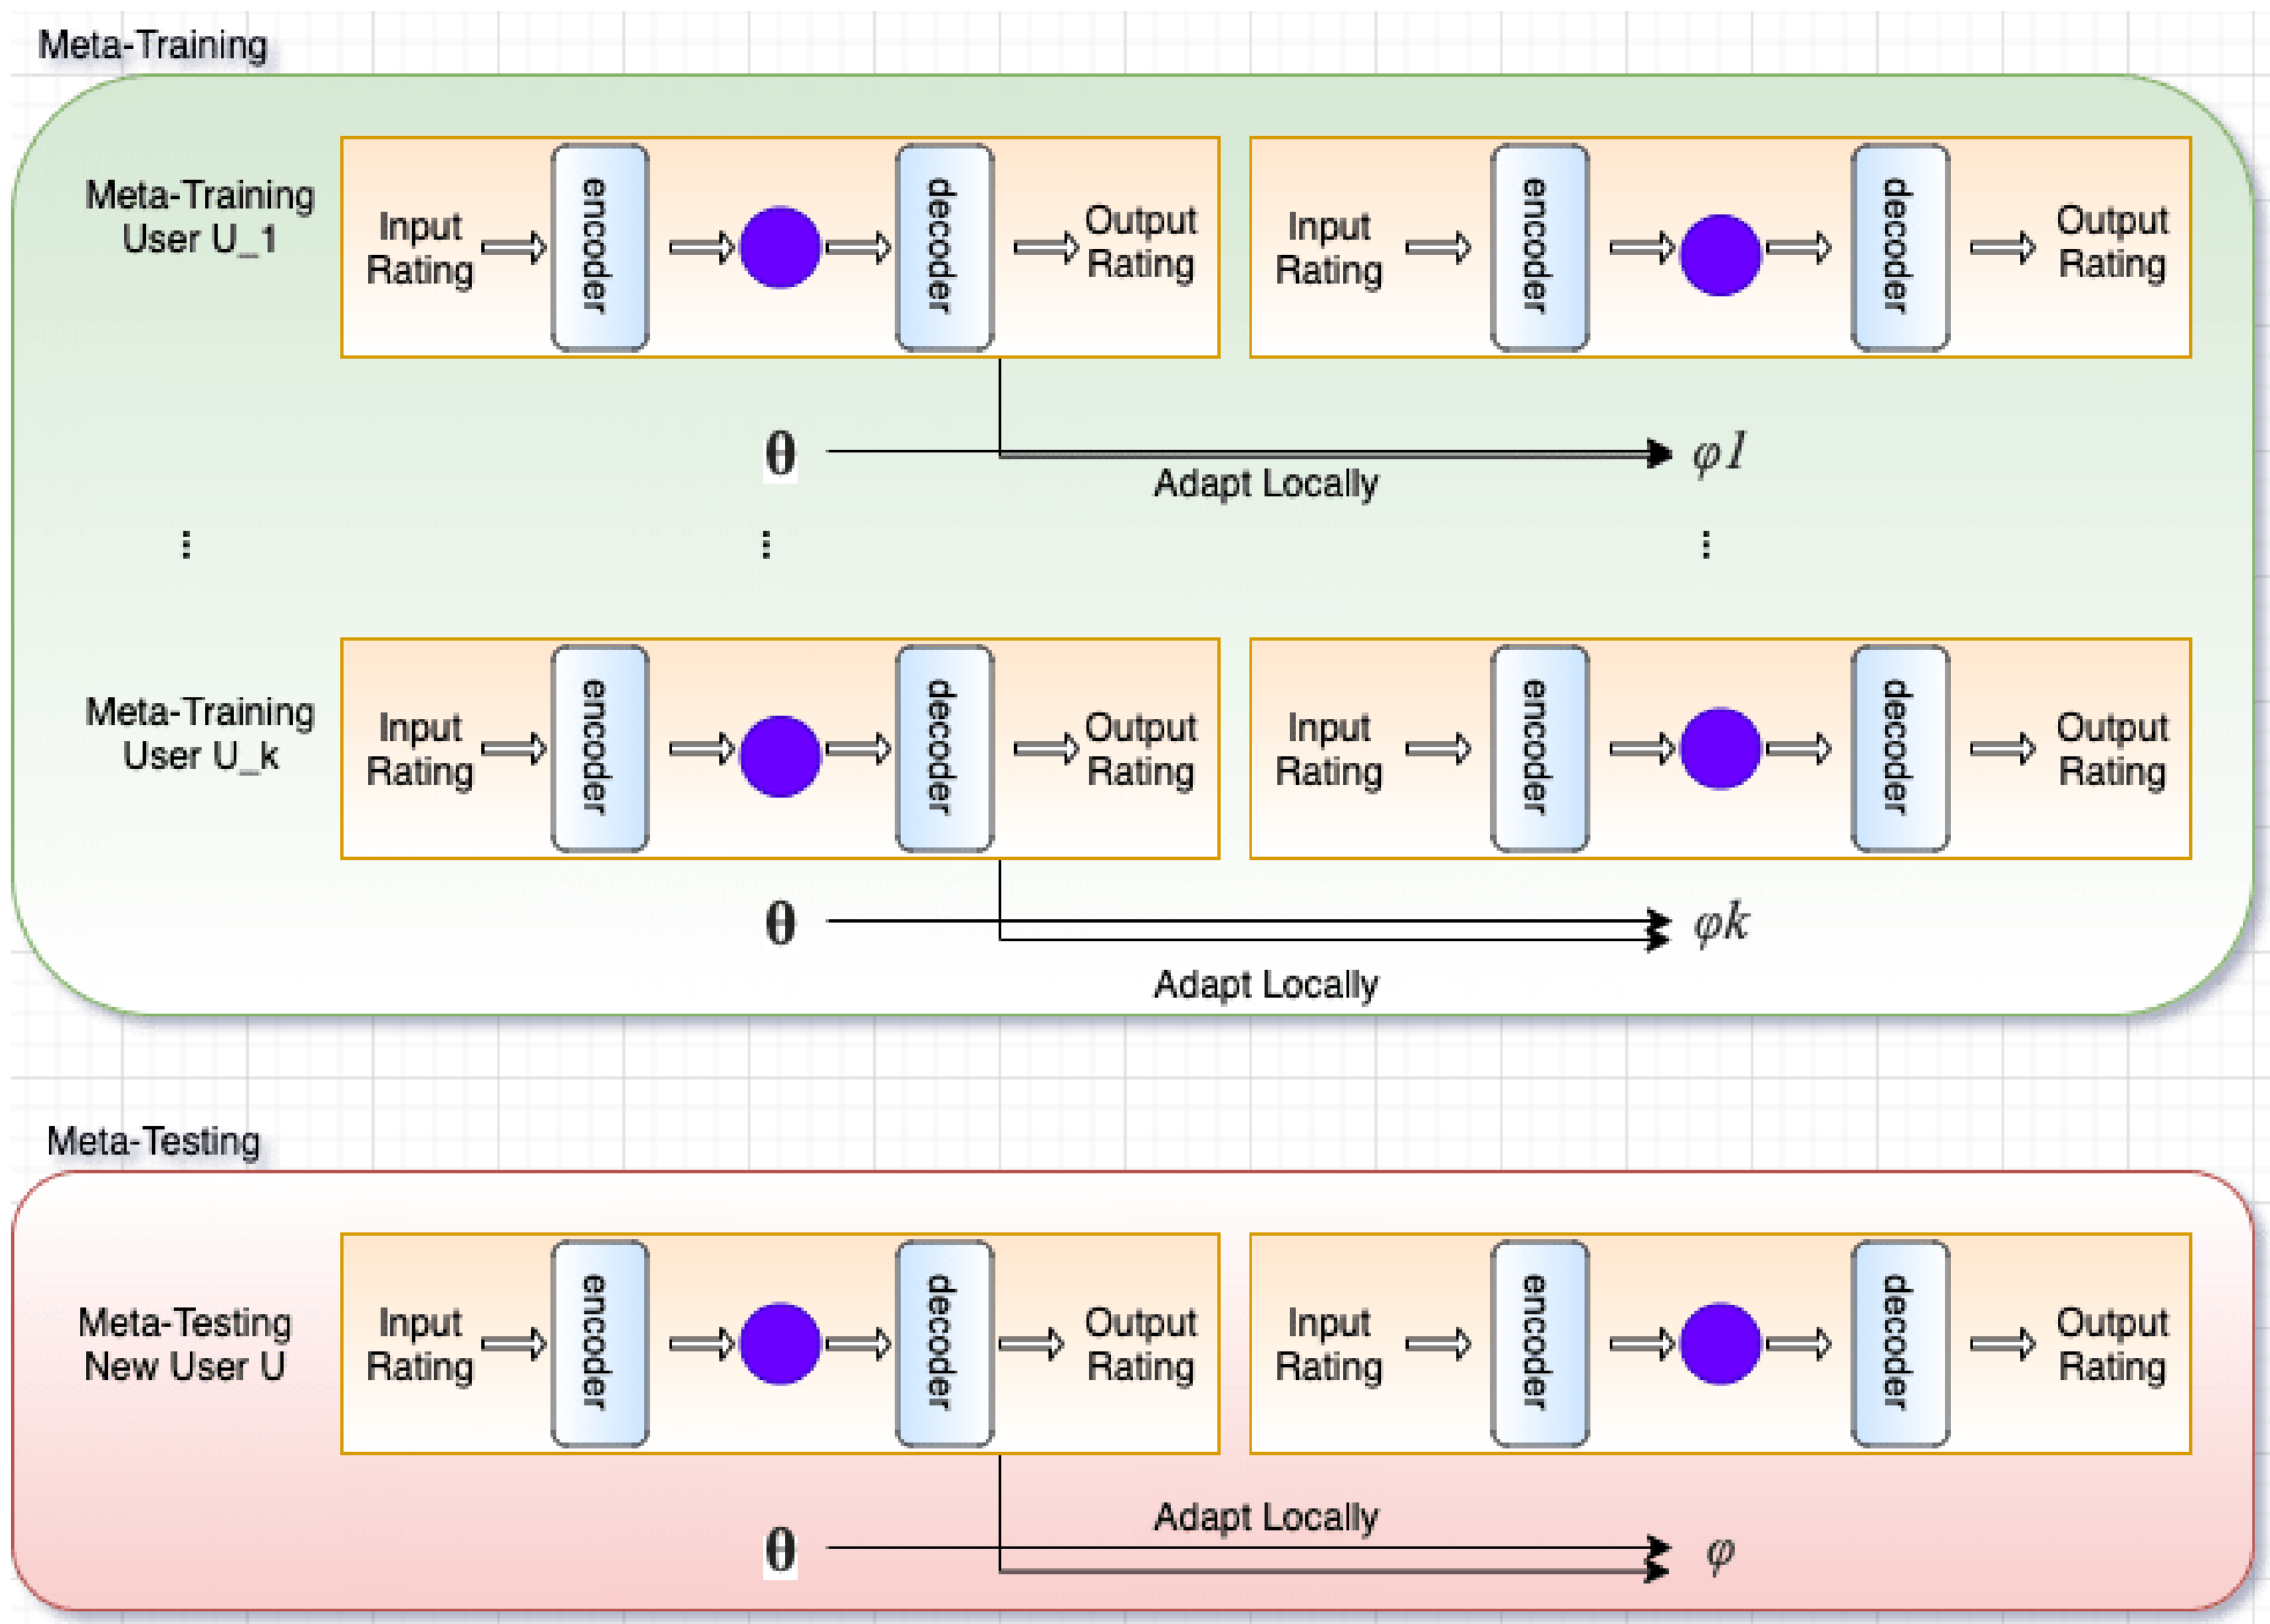 Meta-Training
Meta-Training
User U_1
Input
Rating
encoder
decoder
Output
Rating
Input
Rating
encoder
decoder
Output
Rating
θ
Adapt Locally
φ1
...
...
...
Meta-Training
User U_k
Input
Rating
encoder
decoder
Output
Rating
Input
Rating
encoder
decoder
Output
Rating
θ
φk
Adapt Locally
Meta-Testing
Meta-Testing
New User U
Input
Rating
encoder
decoder
Output
Rating
Input
Rating
encoder
decoder
Output
Rating
Adapt Locally
θ
φ